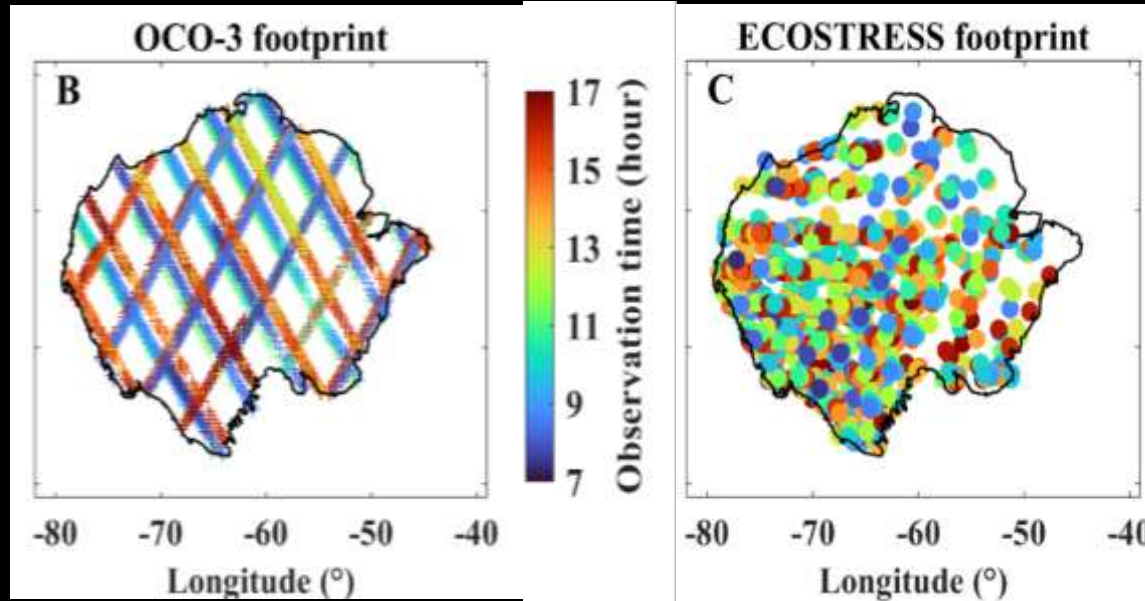 OCO-3 footprint
B
-80 -70 -60 -50 -40
Longitude (°)
17
15
13
11
9
7
Observation time (hour)
ECOSTRESS footprint
C
-80 -70 -60 -50 -40
Longitude (°)